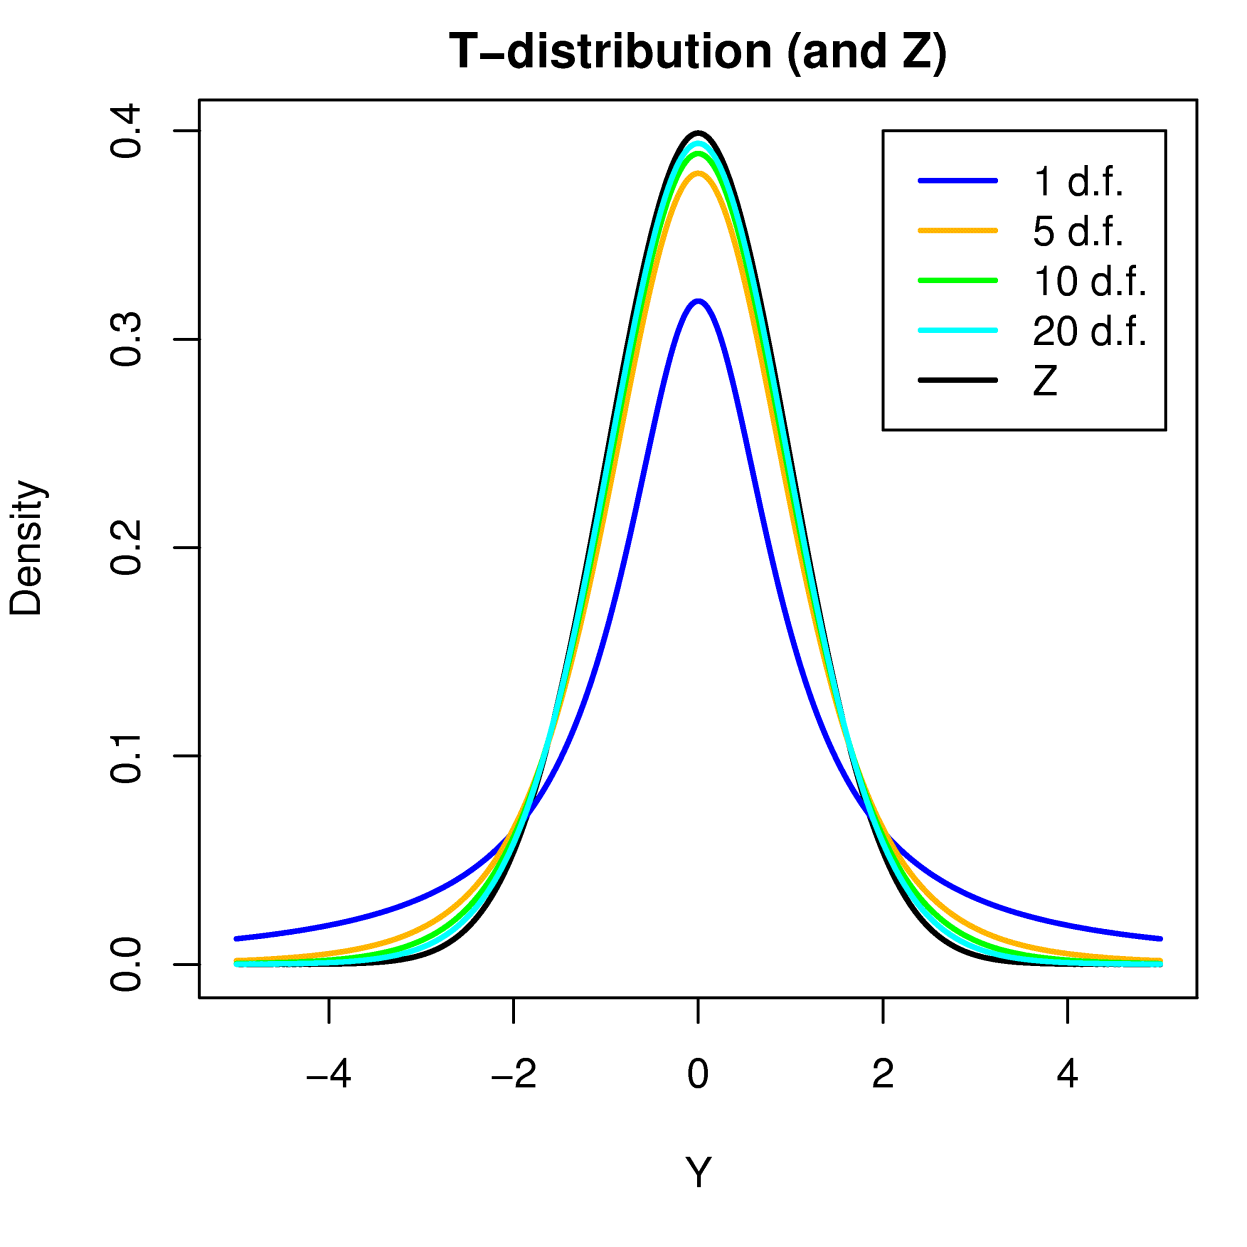 T−distribution (and Z)
0.4
0.3
0.2
0.1
0.0
Density
1 d.f.
5 d.f.
10 d.f.
20 d.f.
Z
−4 −2 0 2 4
Y